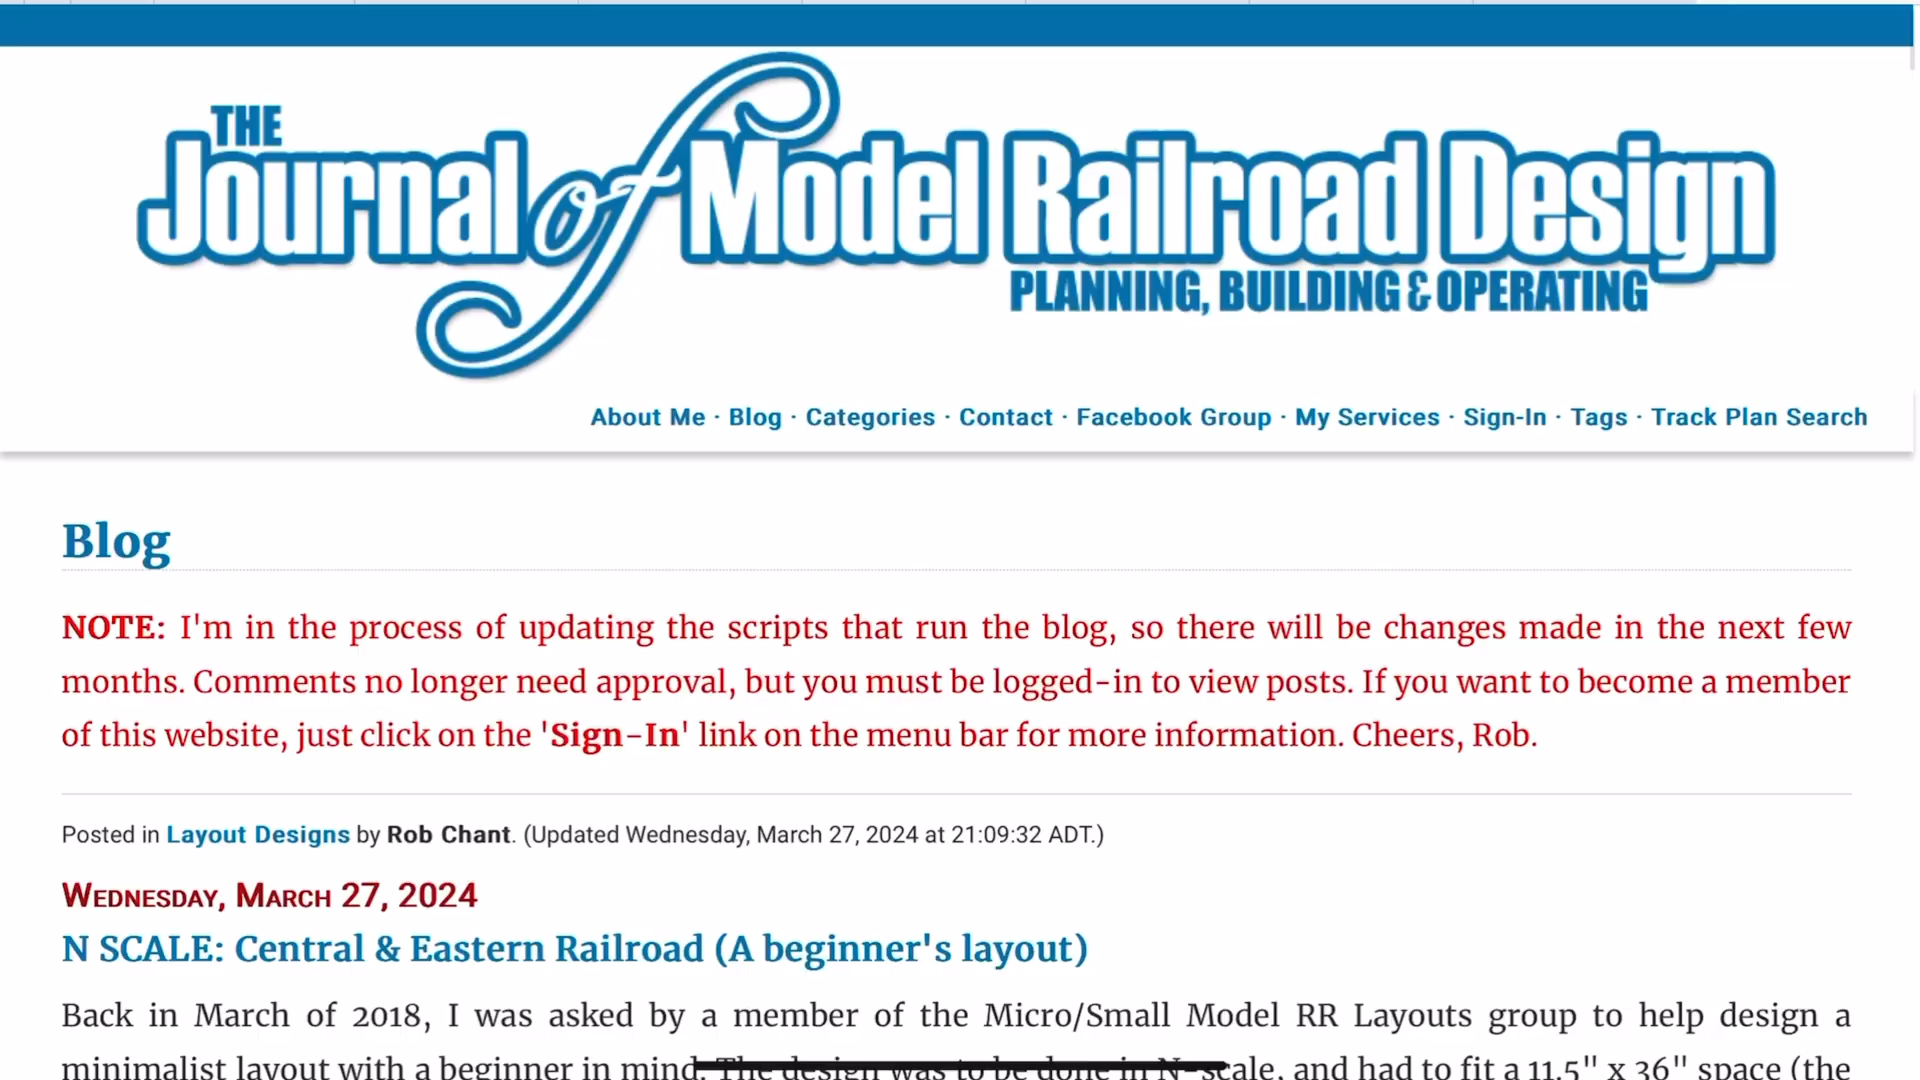 THE
Journal of Model Railroad Design
PLANNING, BUILDING & OPERATING
About Me · Blog · Categories · Contact · Facebook Group · My Services · Sign-In · Tags · Track Plan Search
Blog
NOTE: I'm in the process of updating the scripts that run the blog, so there will be changes made in the next few
months. Comments no longer need approval, but you must be logged-in to view posts. If you want to become a member
of this website, just click on the 'Sign-In' link on the menu bar for more information. Cheers, Rob.
Posted in Layout Designs by Rob Chant. (Updated Wednesday, March 27, 2024 at 21:09:32 ADT.)
WEDNESDAY, MARCH 27, 2024
N SCALE: Central & Eastern Railroad (A beginner's layout)
Back in March of 2018, I was asked by a member of the Micro/Small Model RR Layouts group to help design a
minimalist layout with a beginner in mind. The design was to be done in N-scale, and had to fit a 11.5" x 36" space (the